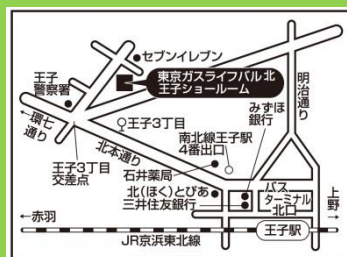 セブンイレブン
王子
警察署
東京ガスライフバル北
王子ショールーム
明治通り
←環七
通り
王子3丁目
北本通り
みずほ
銀行
南北線王子駅
4番出口
王子3丁目
交差点
石井薬局
北(ほく)とぴあ
三井住友銀行
バス
ターミナル
北口
上野→
←赤羽
JR京浜東北線
王子駅